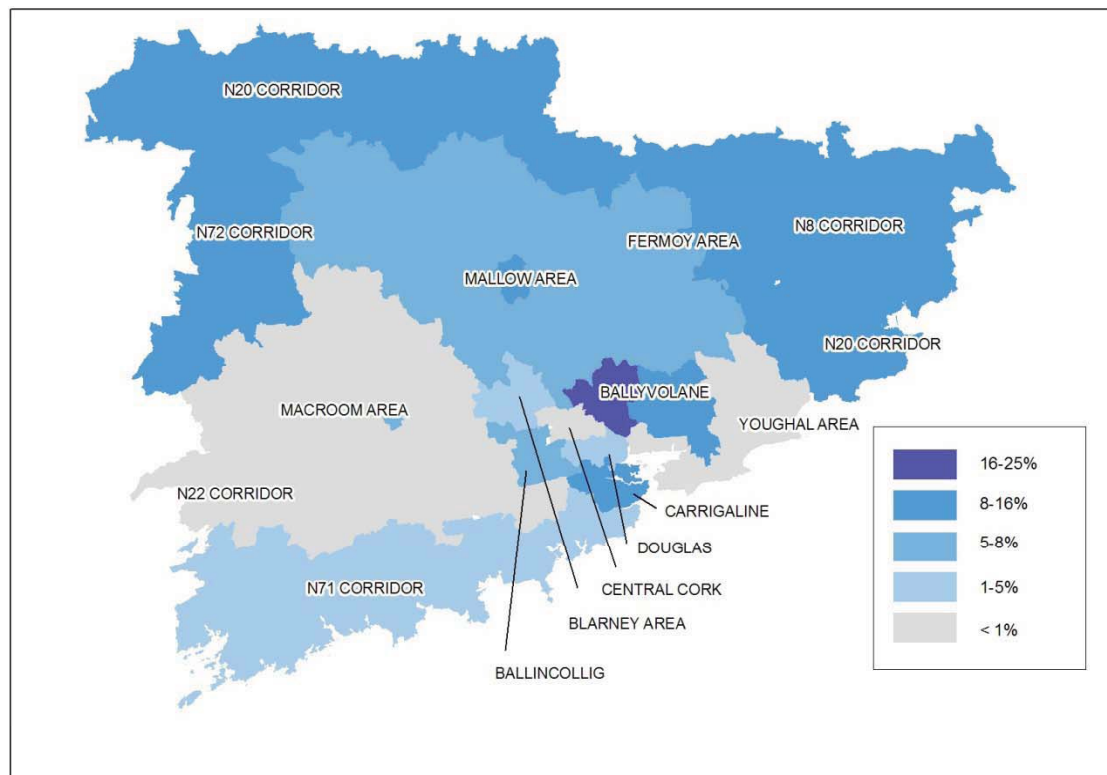 N20 CORRIDOR
N72 CORRIDOR
N8 CORRIDOR
FERMOY AREA
MALLOW AREA
N20 CORRIDOR
BALLYVOLANE
MACROOM AREA
YOUGHAL AREA
N22 CORRIDOR
CARRIGALINE
DOUGLAS
N71 CORRIDOR
CENTRAL CORK
BLARNEY AREA
BALLINCOLLIG
16-25%
8-16%
5-8%
1-5%
< 1%